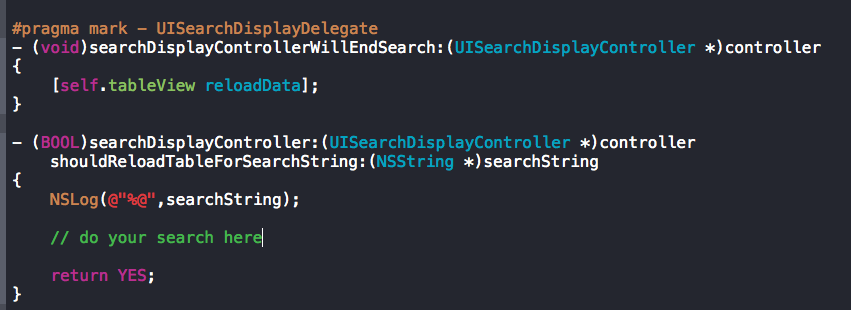 #pragma mark - UISearchDisplayDelegate
- (void)searchDisplayControllerWillEndSearch:(UISearchDisplayController *)controller
{
    [self.tableView reloadData];
}
- (BOOL)searchDisplayController:(UISearchDisplayController *)controller
    shouldReloadTableForSearchString:(NSString *)searchString
{
    NSLog(@"%@",searchString);
    // do your search here
    return YES;
}